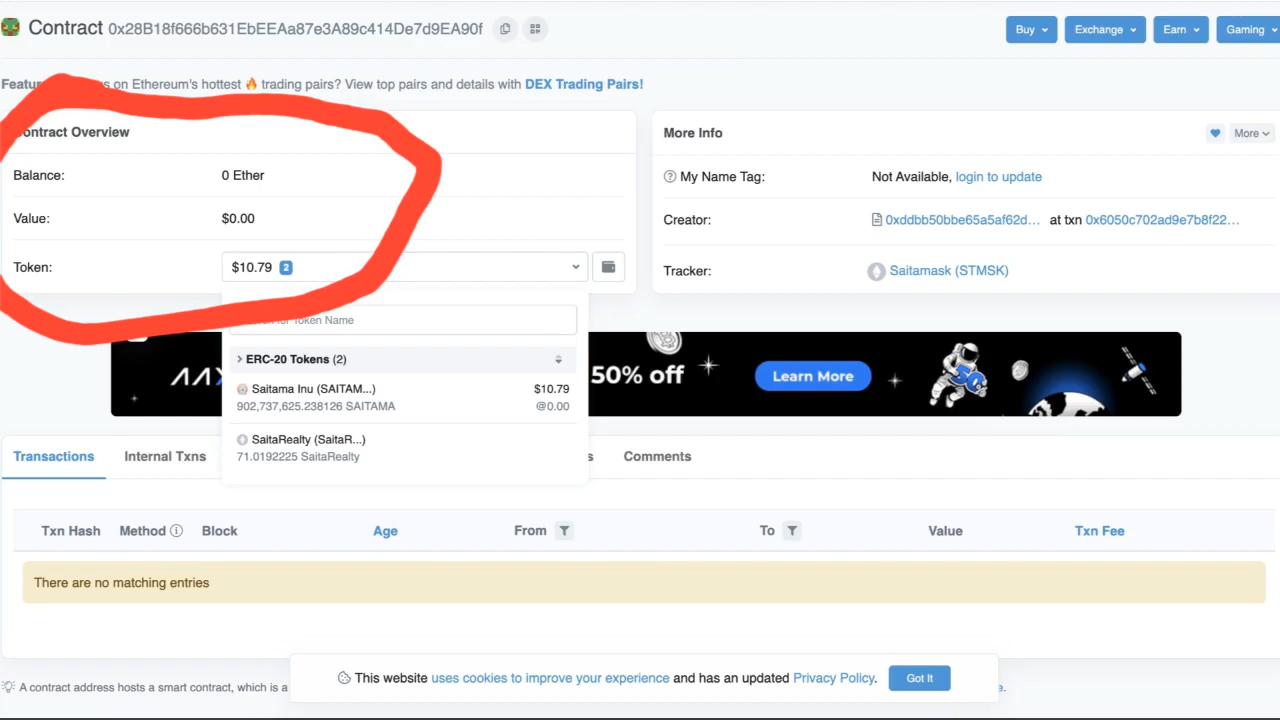 Contract 0x28B18f666b631EbEEAa87e3A89c414De7d9EA90f
Buy
Exchange
Earn
Gaming
on Ethereum's hottest 🔥 trading pairs? View top pairs and details with DEX Trading Pairs!
Contract Overview
Balance: 0 Ether
Value: $0.00
Token: $10.79 2
Token Name
ERC-20 Tokens (2)
Saitama Inu (SAITAM...) $10.79
902,737,625.238126 SAITAMA @0.00
SaitaRealty (SaitaR...)
71.0192225 SaitaRealty
More Info
More
My Name Tag: Not Available, login to update
Creator: 0xddbb50bbe65a5af62d... at txn 0x6050c702ad9e7b8f22...
Tracker: Saitamask (STMSK)
50% off
Learn More
50
Transactions
Internal Txns
Comments
Txn Hash Method Block Age From To Value Txn Fee
There are no matching entries
This website uses cookies to improve your experience and has an updated Privacy Policy.
Got It
A contract address hosts a smart contract, which is a